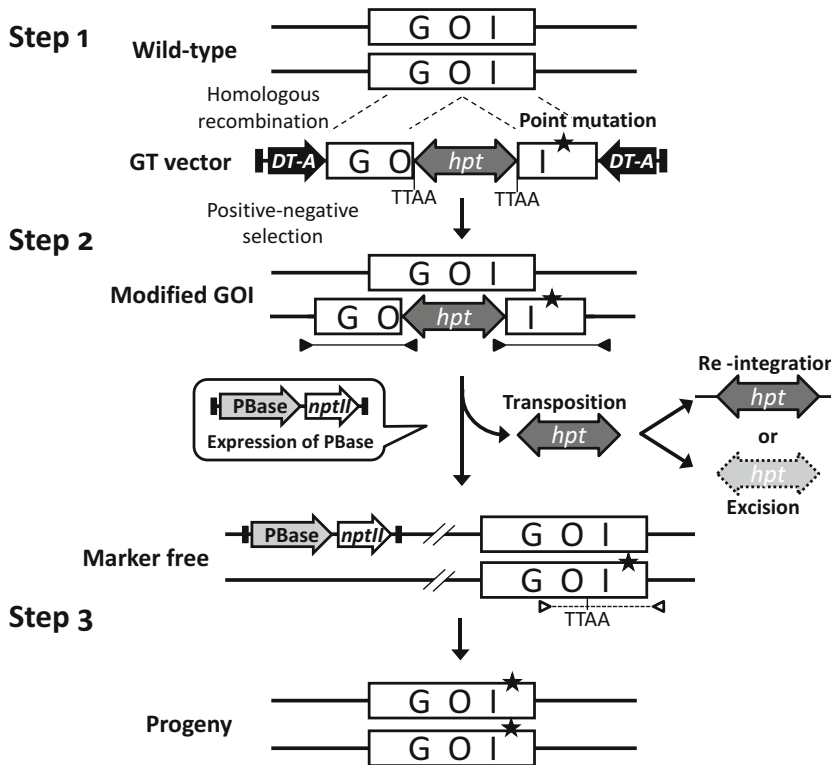 Step 1
Wild-type
G O I
G O I
Homologous
recombination
Point mutation
GT vector
DT-A
G O
hpt
I
DT-A
TTAA
TTAA
Positive-negative
selection
Step 2
G O I
Modified GOI
G O
hpt
I
PBase
nptII
Expression of PBase
Transposition
hpt
Re -integration
hpt
or
hpt
Excision
Marker free
PBase
nptII
G O I
G O I
TTAA
Step 3
Progeny
G O I
G O I